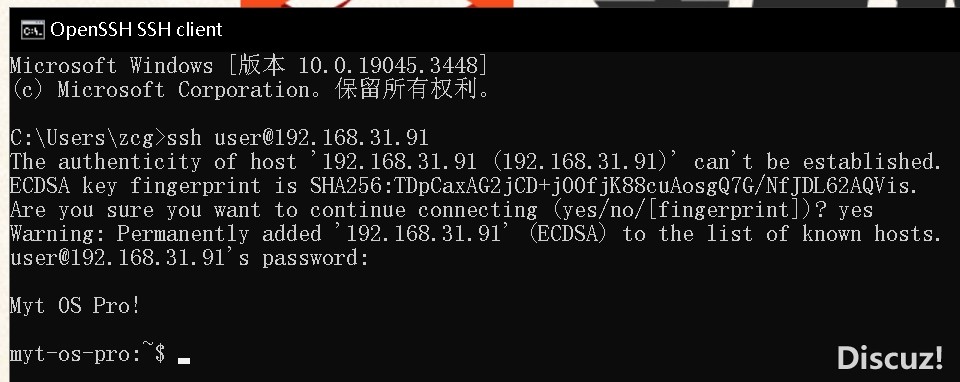 OpenSSH SSH client
Microsoft Windows [版本 10.0.19045.3448]
(c) Microsoft Corporation。保留所有权利。
C:\Users\zcg>ssh user@192.168.31.91
The authenticity of host '192.168.31.91 (192.168.31.91)' can't be established.
ECDSA key fingerprint is SHA256:TDpCaxAG2jCD+jO0fjK88cuAosgQ7G/NfJDL62AQVis.
Are you sure you want to continue connecting (yes/no/[fingerprint])? yes
Warning: Permanently added '192.168.31.91' (ECDSA) to the list of known hosts.
user@192.168.31.91's password:
Myt OS Pro!
myt-os-pro:~$
Discuz!